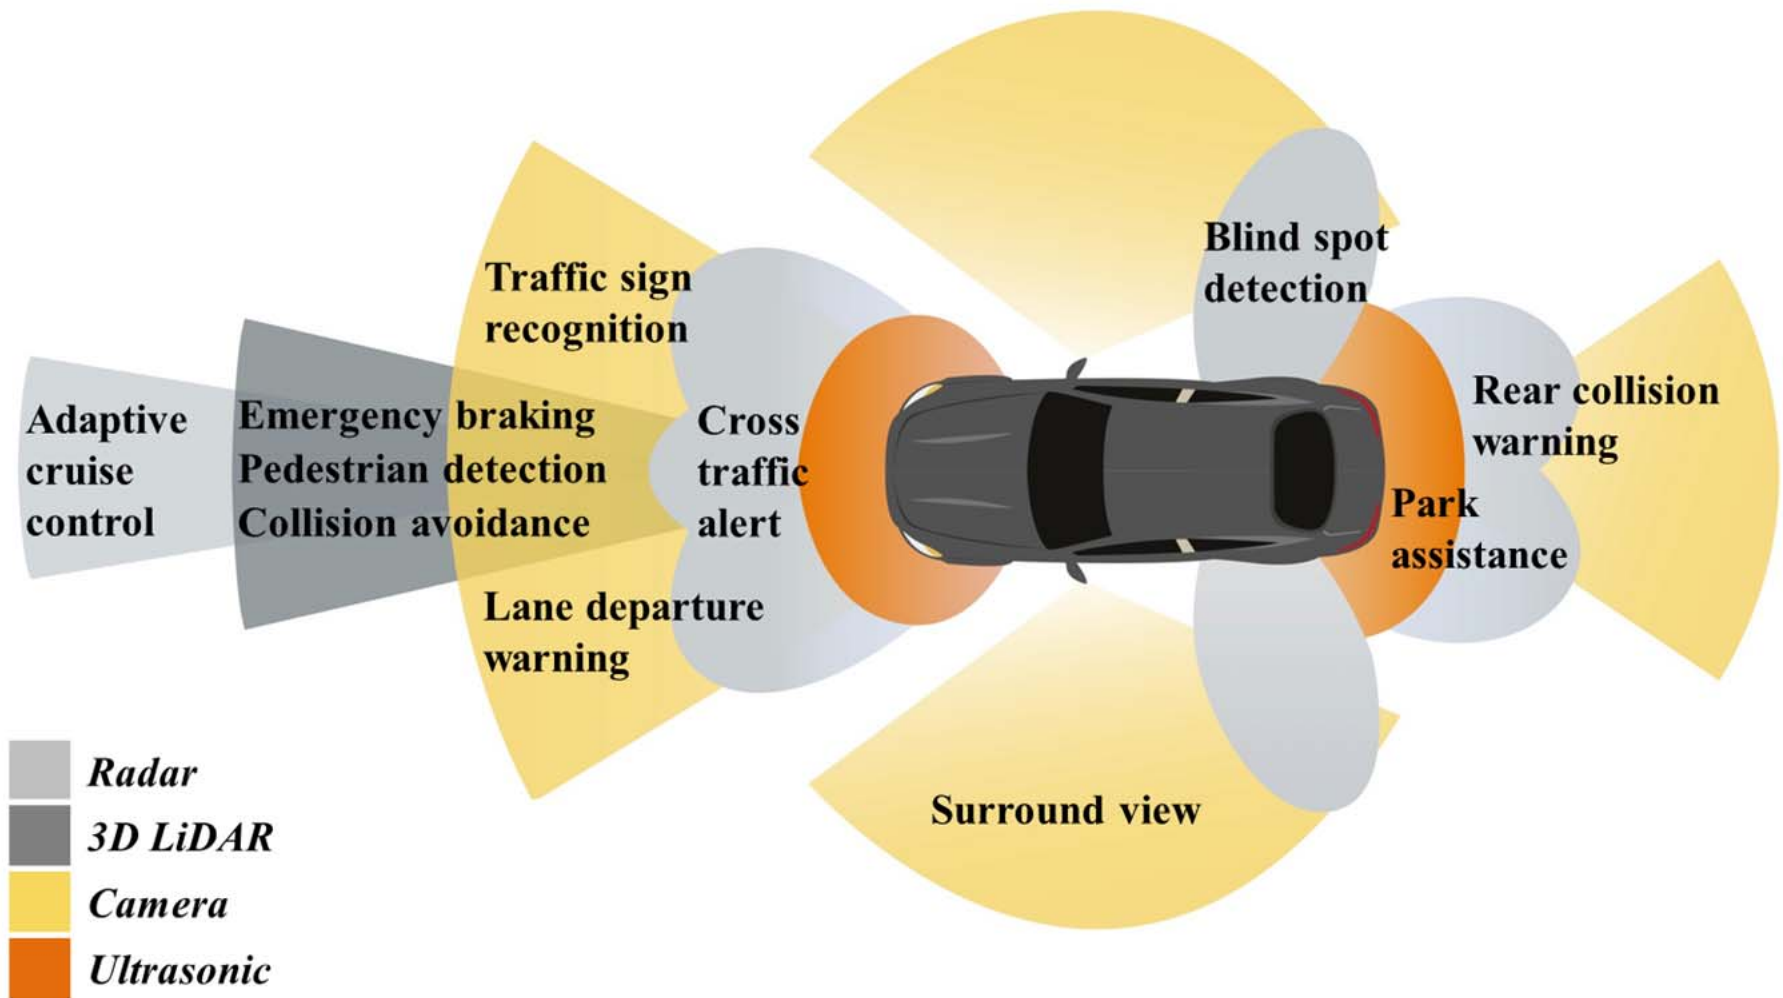 Traffic sign
recognition
Blind spot
detection
Adaptive
cruise
control
Emergency braking
Pedestrian detection
Collision avoidance
Cross
traffic
alert
Rear collision
warning
Park
assistance
Lane departure
warning
Surround view
Radar
3D LiDAR
Camera
Ultrasonic